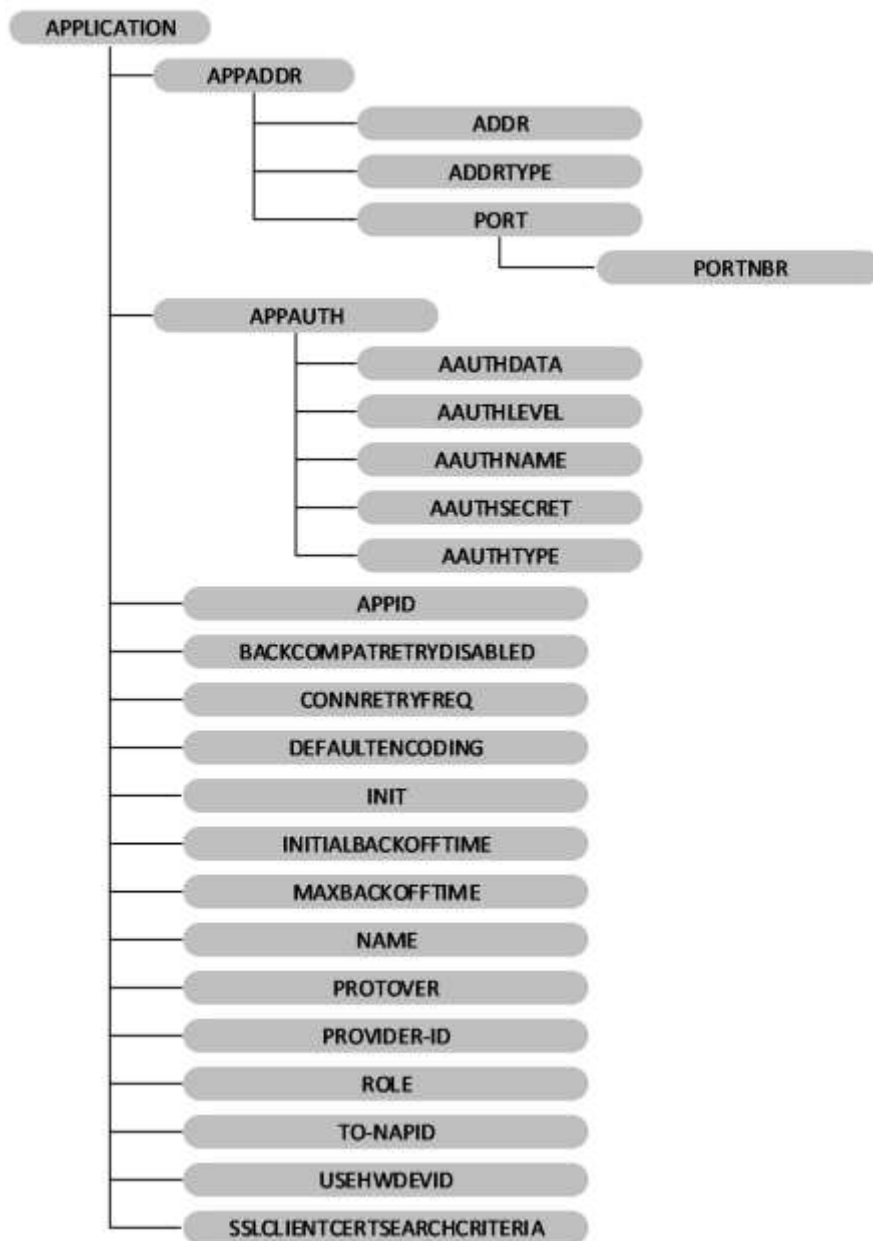 APPLICATION
APPADDR
ADDR
ADDRTYPE
PORT
PORTNBR
APPAUTH
AAUTHDATA
AAUTHLEVEL
AAUTHNAME
AAUTHSECRET
AAUTHTYPE
APPID
BACKCOMPATRETRYDISABLED
CONNRETRYFREQ
DEFAULTENCODING
INIT
INITIALBACKOFFTIME
MAXBACKOFFTIME
NAME
PROTOVER
PROVIDER-ID
ROLE
TO-NAPID
USEHWDEVID
SSLCLIENTCERTSEARCHCRITERIA